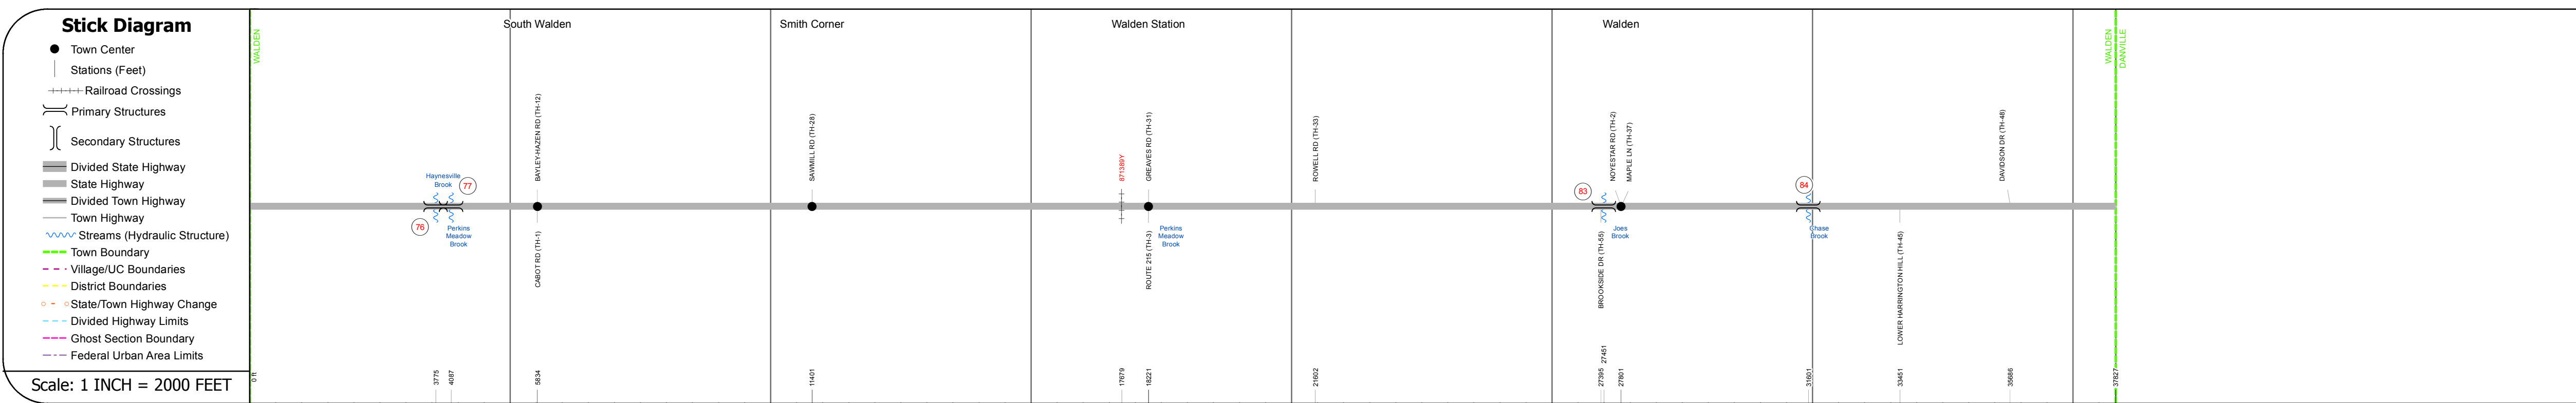 Stick Diagram
Town Center
Stations (Feet)
Railroad Crossings
Primary Structures
Secondary Structures
Divided State Highway
State Highway
Divided Town Highway
Town Highway
Streams (Hydraulic Structure)
Town Boundary
Village/UC Boundaries
District Boundaries
State/Town Highway Change
Divided Highway Limits
Ghost Section Boundary
Federal Urban Area Limits
Scale: 1 INCH = 2000 FEET
South Walden
Smith Corner
Walden Station
Walden
WALDEN
WALDEN
DANVILLE
BAYLEY-HAZEN RD (TH-12)
SAWMILL RD (TH-28)
871389Y
GREAVES RD (TH-31)
ROWELL RD (TH-33)
NOYESTAR RD (TH-2)
MAPLE LN (TH-37)
DAVIDSON DR (TH-48)
Haynesville
Brook
77
76
83
84
Perkins
Meadow
Brook
Perkins
Meadow
Brook
Joes
Brook
Chase
Brook
CABOT RD (TH-1)
ROUTE 215 (TH-3)
BROOKSIDE DR (TH-55)
LOWER HARRINGTON HILL (TH-45)
0 ft
3775
4087
5834
11401
17679
18221
21602
27395
27451
27801
31601
33451
35686
37827